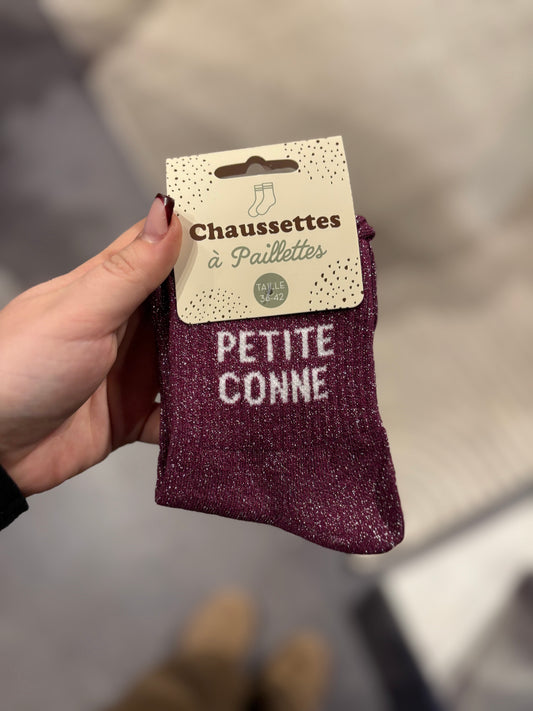 Chaussettes
à Paillettes
TAILLE
36-42
PETITE
CONNE